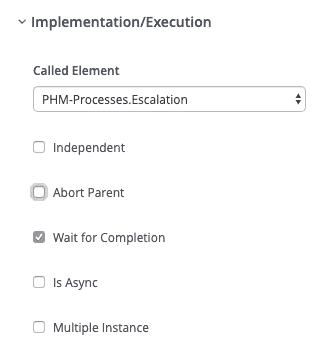 Implementation/Execution
Called Element
PHM-Processes.Escalation
Independent
Abort Parent
Wait for Completion
Is Async
Multiple Instance